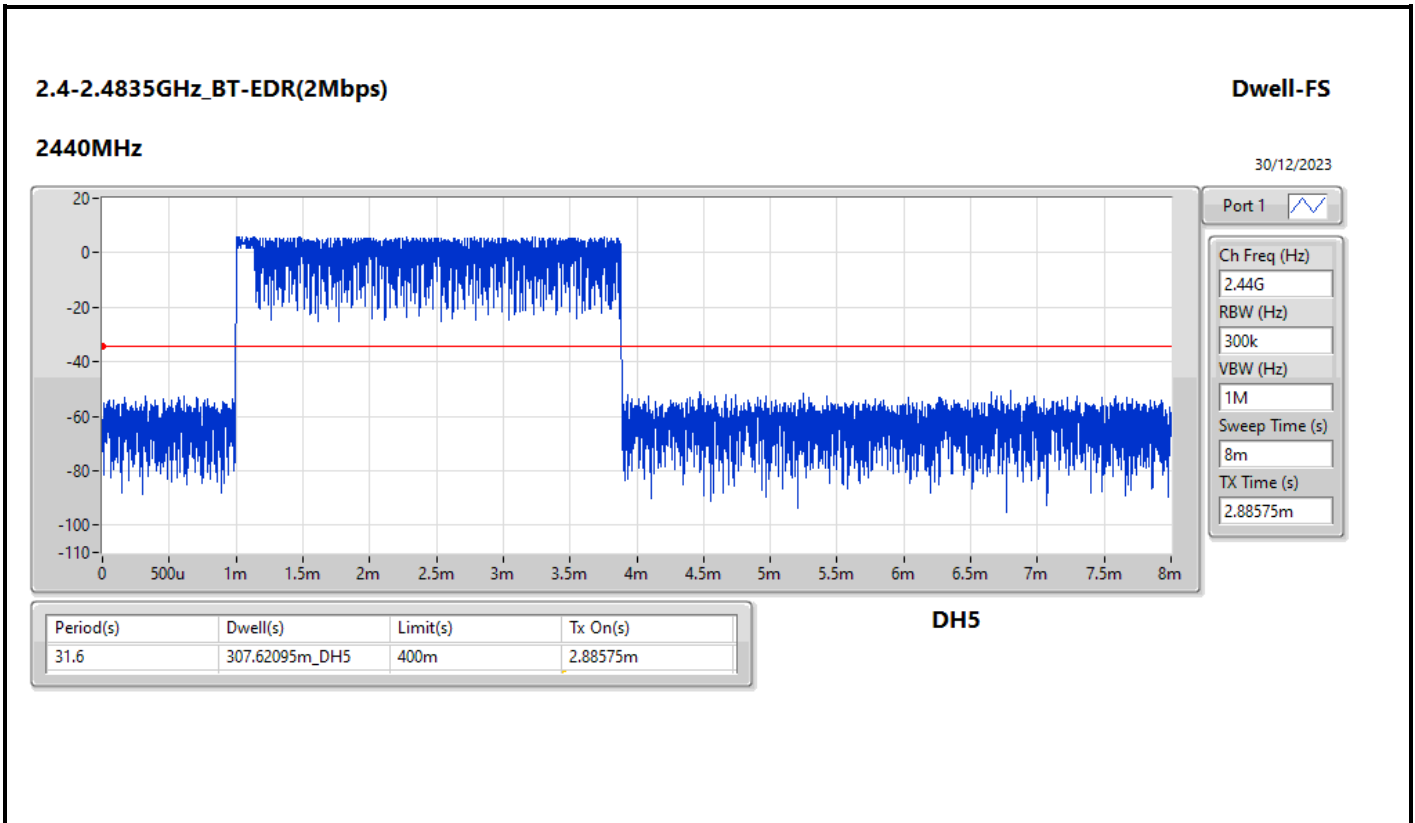 2.4-2.4835GHz_BT-EDR(2Mbps)
Dwell-FS
2440MHz
30/12/2023
20
0
-20
-40
-60
-80
-100
-110
0 500u 1m 1.5m 2m 2.5m 3m 3.5m 4m 4.5m 5m 5.5m 6m 6.5m 7m 7.5m 8m
Port 1
Ch Freq (Hz)
2.44G
RBW (Hz)
300k
VBW (Hz)
1M
Sweep Time (s)
8m
TX Time (s)
2.88575m
Period(s) Dwell(s) Limit(s) Tx On(s)
31.6 307.62095m_DH5 400m 2.88575m
DH5